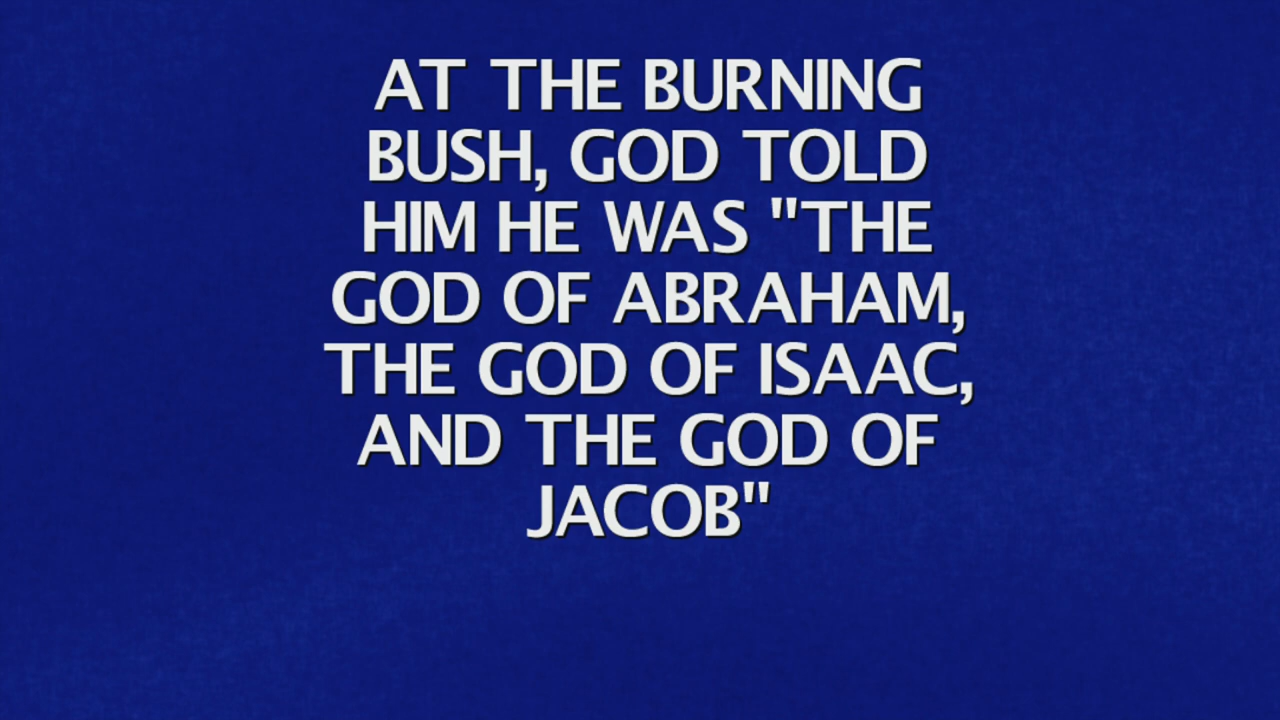 AT THE BURNING
BUSH, GOD TOLD
HIM HE WAS "THE
GOD OF ABRAHAM,
THE GOD OF ISAAC,
AND THE GOD OF
JACOB"